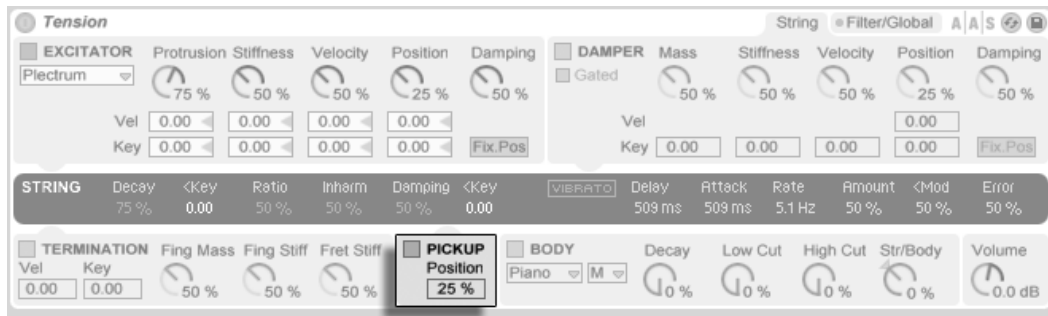 Tension String Filter/Global A A S
EXCITATOR Protrusion Stiffness Velocity Position Damping
Plectrum 75 % 50 % 50 % 25 % 50 %
Vel 0.00 0.00 0.00 0.00
Key 0.00 0.00 0.00 0.00 Fix.Pos
DAMPER Mass Stiffness Velocity Position Damping
Gated 50 % 50 % 50 % 25 % 50 %
Vel 0.00
Key 0.00 0.00 0.00 0.00 Fix.Pos
STRING Decay <Key Ratio Inharm Damping <Key VIBRATO Delay Attack Rate Amount <Mod Error
75 % 0.00 50 % 50 % 50 % 0.00 509 ms 509 ms 5.1 Hz 50 % 50 % 50 %
TERMINATION Fing Mass Fing Stiff Fret Stiff
Vel Key
0.00 0.00 50 % 50 % 50 %
PICKUP
Position
25 %
BODY Decay Low Cut High Cut Str/Body
Piano M 0 % 0 % 0 % 0 %
Volume
0.0 dB